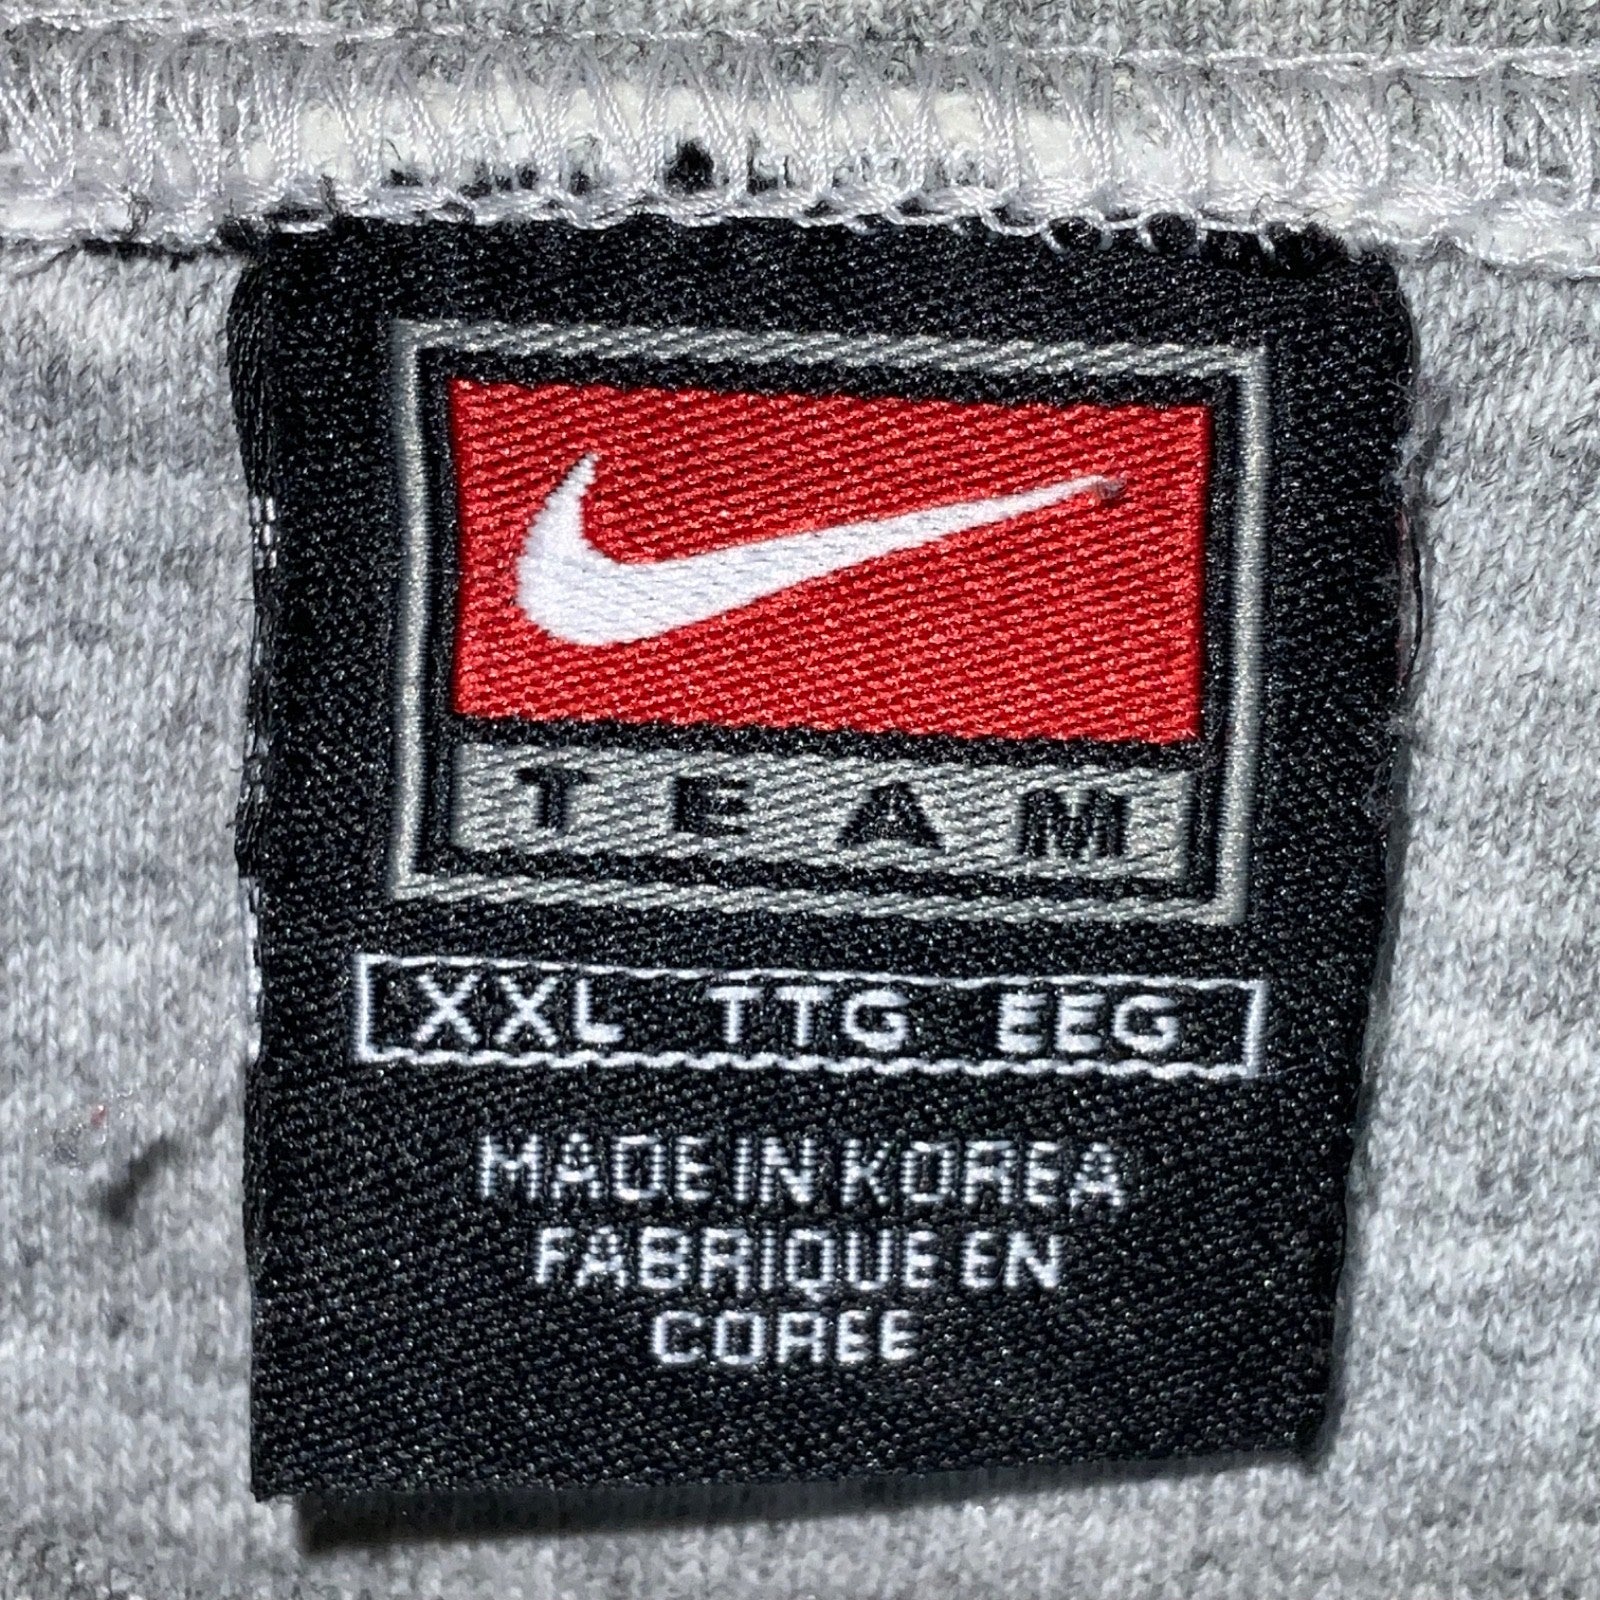 TEAM
XXL TTG EEG
MADE IN KOREA
FABRIQUE EN
COREE